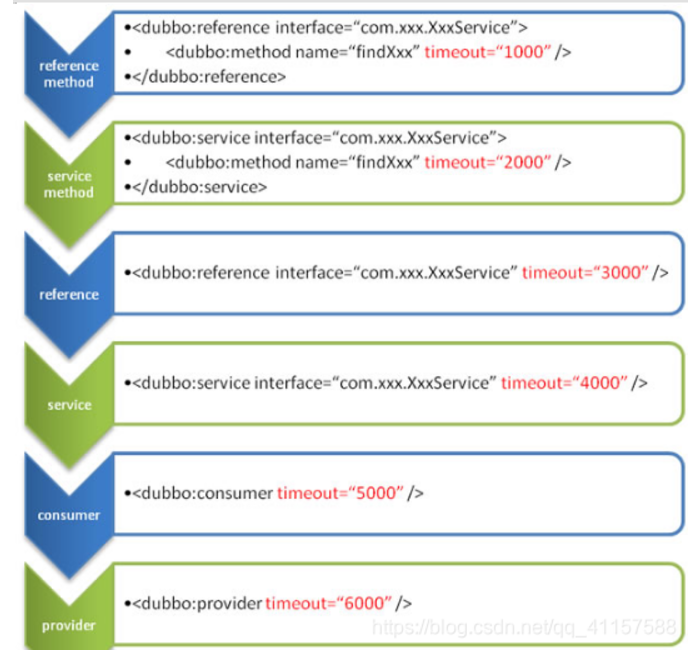 reference
method
•<dubbo:reference interface=“com.xxx.XxxService”>
• <dubbo:method name=“findXxx” timeout=“1000” />
•</dubbo:reference>
service
method
•<dubbo:service interface=“com.xxx.XxxService”>
• <dubbo:method name=“findXxx” timeout=“2000” />
•</dubbo:service>
reference
•<dubbo:reference interface=“com.xxx.XxxService” timeout=“3000” />
service
•<dubbo:service interface=“com.xxx.XxxService” timeout=“4000” />
consumer
•<dubbo:consumer timeout=“5000” />
provider
•<dubbo:provider timeout=“6000” />
https://blog.csdn.net/qq_41157588